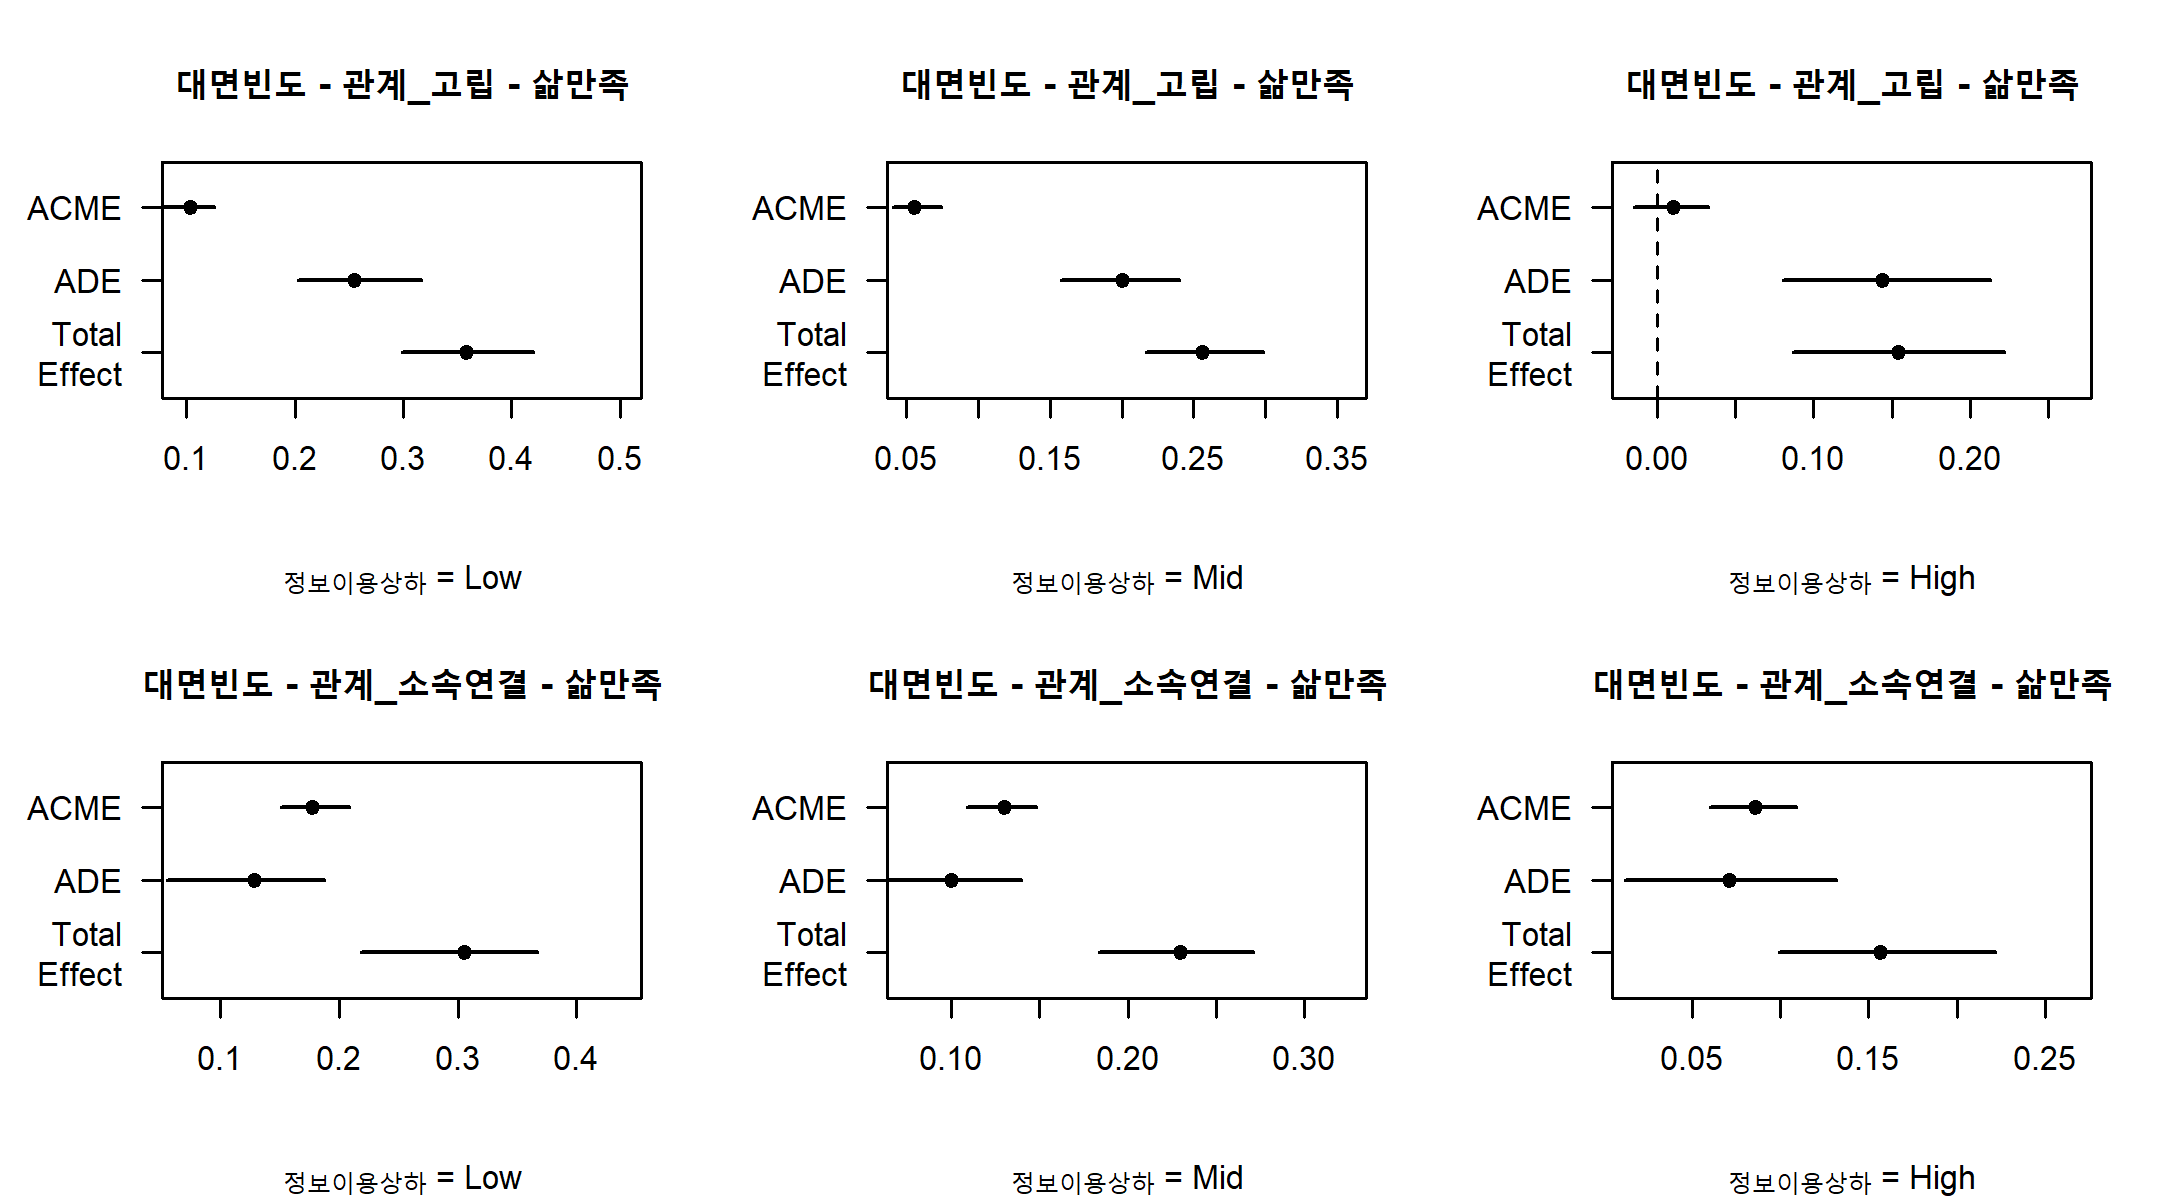 대면빈도 - 관계_고립 - 삶만족
ACME
ADE
Total
Effect
0.1 0.2 0.3 0.4 0.5
정보이용상하 = Low
대면빈도 - 관계_고립 - 삶만족
ACME
ADE
Total
Effect
0.05 0.15 0.25 0.35
정보이용상하 = Mid
대면빈도 - 관계_고립 - 삶만족
ACME
ADE
Total
Effect
0.00 0.10 0.20
정보이용상하 = High
대면빈도 - 관계_소속연결 - 삶만족
ACME
ADE
Total
Effect
0.1 0.2 0.3 0.4
정보이용상하 = Low
대면빈도 - 관계_소속연결 - 삶만족
ACME
ADE
Total
Effect
0.10 0.20 0.30
정보이용상하 = Mid
대면빈도 - 관계_소속연결 - 삶만족
ACME
ADE
Total
Effect
0.05 0.15 0.25
정보이용상하 = High